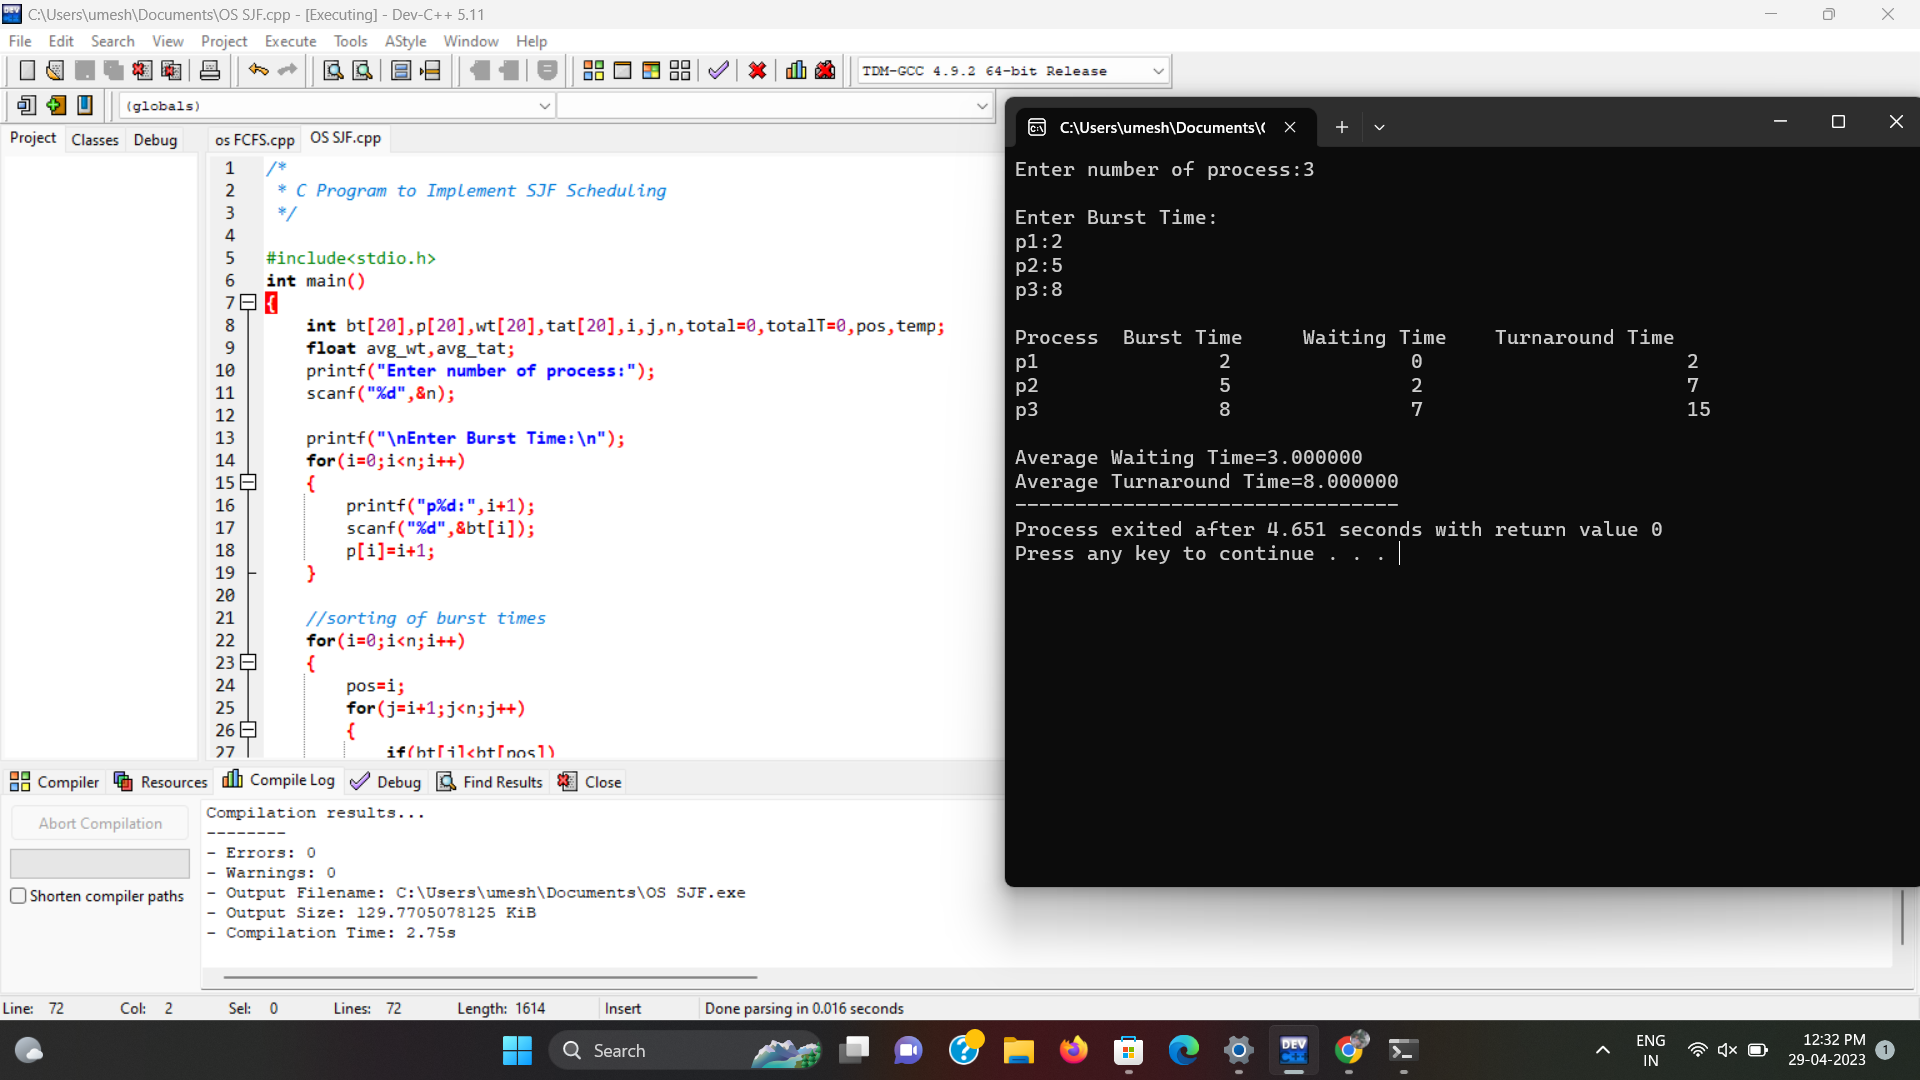 C:\Users\umesh\Documents\OS SJF.cpp - [Executing] - Dev-C++ 5.11
File Edit Search View Project Execute Tools AStyle Window Help
TDM-GCC 4.9.2 64-bit Release
(globals)
Project Classes Debug
os FCFS.cpp OS SJF.cpp
1 /*
2 * C Program to Implement SJF Scheduling
3 */
4
5 #include<stdio.h>
6 int main()
7 {
8 int bt[20],p[20],wt[20],tat[20],i,j,n,total=0,totalT=0,pos,temp;
9 float avg_wt,avg_tat;
10 printf("Enter number of process:");
11 scanf("%d",&n);
12
13 printf("\nEnter Burst Time:\n");
14 for(i=0;i<n;i++)
15 {
16 printf("p%d:",i+1);
17 scanf("%d",&bt[i]);
18 p[i]=i+1;
19 }
20
21 //sorting of burst times
22 for(i=0;i<n;i++)
23 {
24 pos=i;
25 for(j=i+1;j<n;j++)
26 {
27 if(bt[j]<bt[pos])
C:\Users\umesh\Documents\
Enter number of process:3
Enter Burst Time:
p1:2
p2:5
p3:8
Process Burst Time Waiting Time Turnaround Time
p1 2 0 2
p2 5 2 7
p3 8 7 15
Average Waiting Time=3.000000
Average Turnaround Time=8.000000
--------------------------------
Process exited after 4.651 seconds with return value 0
Press any key to continue . . .
Compiler Resources Compile Log Debug Find Results Close
Abort Compilation
Shorten compiler paths
Compilation results...
--------
- Errors: 0
- Warnings: 0
- Output Filename: C:\Users\umesh\Documents\OS SJF.exe
- Output Size: 129.7705078125 KiB
- Compilation Time: 2.75s
Line: 72 Col: 2 Sel: 0 Lines: 72 Length: 1614 Insert Done parsing in 0.016 seconds
Search
DEV
ENG
IN
12:32 PM
29-04-2023
1